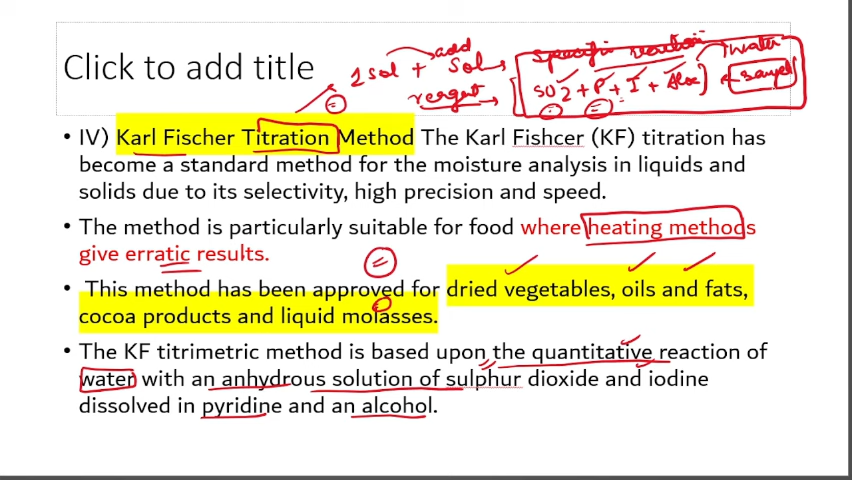 Click to add title
2 sol + add Sol
reagent
specific reaction
water
SO2 + P + I + Aloc
sample
• IV) Karl Fischer Titration Method The Karl Fishcer (KF) titration has
become a standard method for the moisture analysis in liquids and
solids due to its selectivity, high precision and speed.
• The method is particularly suitable for food where heating methods
give erratic results.
• This method has been approved for dried vegetables, oils and fats,
cocoa products and liquid molasses.
• The KF titrimetric method is based upon the quantitative reaction of
water with an anhydrous solution of sulphur dioxide and iodine
dissolved in pyridine and an alcohol.